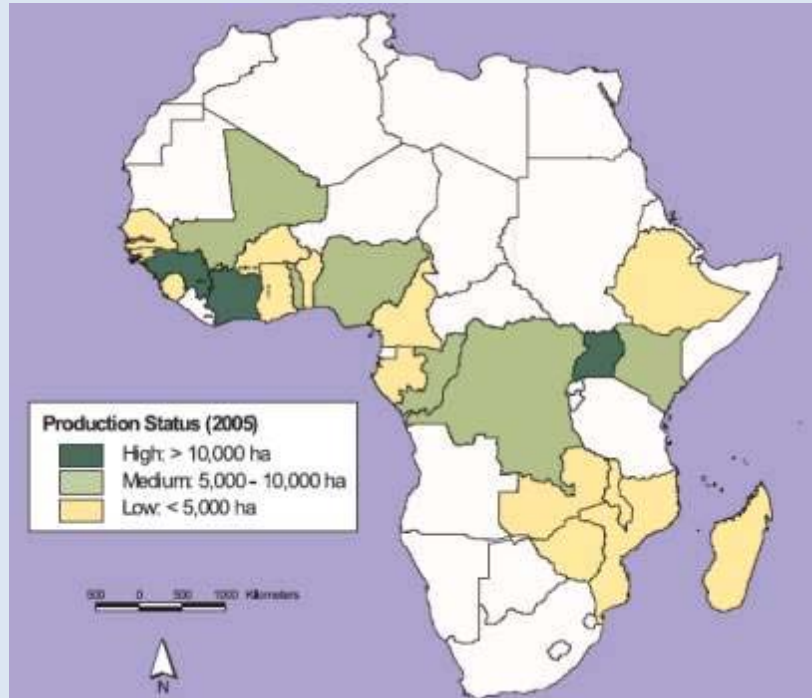 Production Status (2005)
High: > 10,000 ha
Medium: 5,000 - 10,000 ha
Low: < 5,000 ha
500 0 500 1000 Kilometers
N